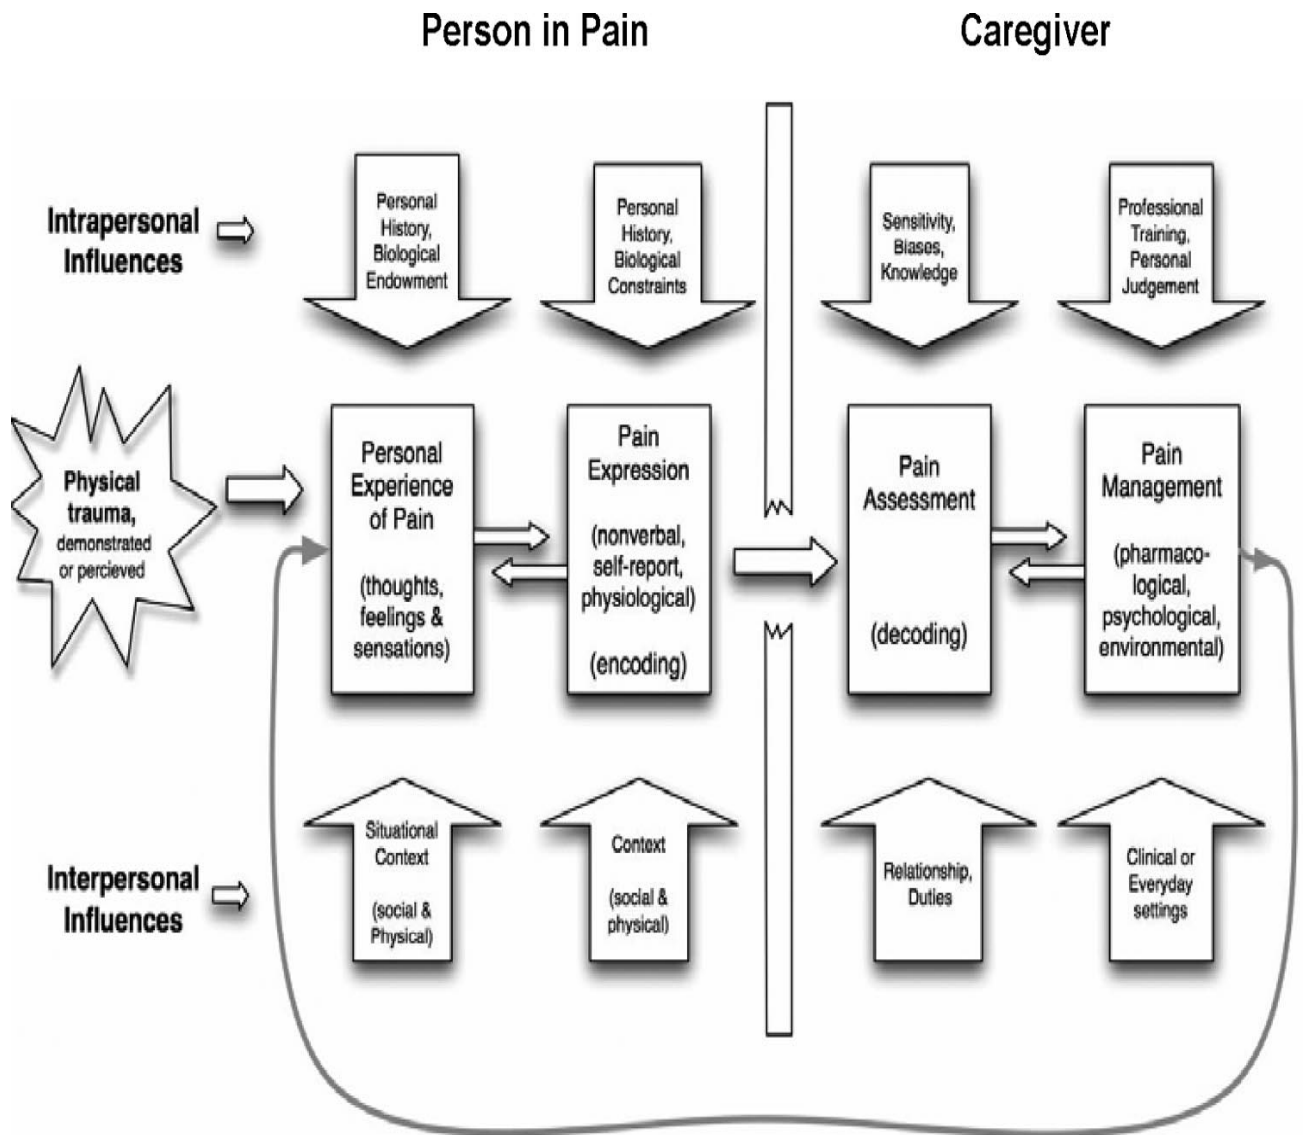 Person in Pain
Caregiver
Intrapersonal
Influences
Personal
History,
Biological
Endowment
Personal
History,
Biological
Constraints
Sensitivity,
Biases,
Knowledge
Professional
Training,
Personal
Judgement
Physical
trauma,
demonstrated
or percieved
Personal
Experience
of Pain
(thoughts,
feelings &
sensations)
Pain
Expression
(nonverbal,
self-report,
physiological)
(encoding)
Pain
Assessment
(decoding)
Pain
Management
(pharmaco-
logical,
psychological,
environmental)
Interpersonal
Influences
Situational
Context
(social &
Physical)
Context
(social &
physical)
Relationship,
Duties
Clinical or
Everyday
settings